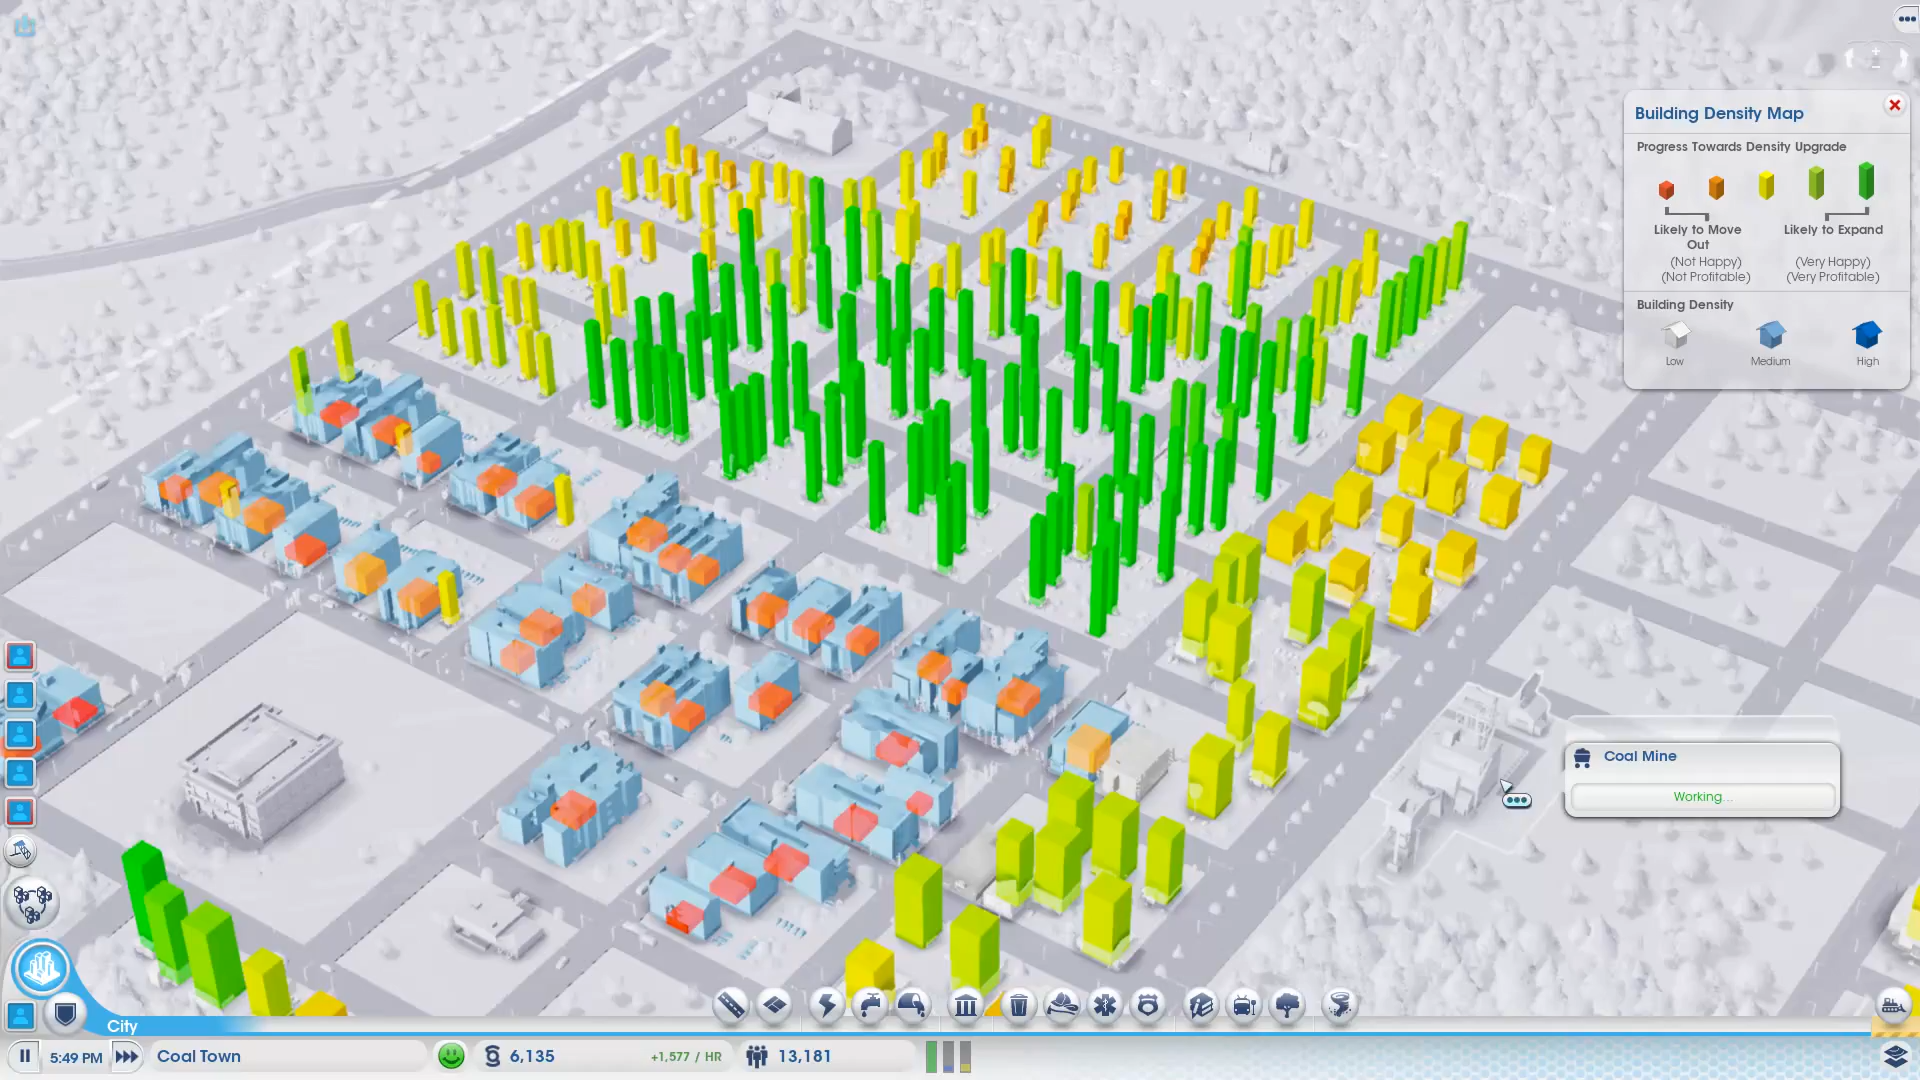 Building Density Map
Progress Towards Density Upgrade
Likely to Move
Out
(Not Happy)
(Not Profitable)
Likely to Expand
(Very Happy)
(Very Profitable)
Building Density
Low
Medium
High
Coal Mine
Working...
City
5:49 PM
Coal Town
6,135
+1,577 / HR
13,181